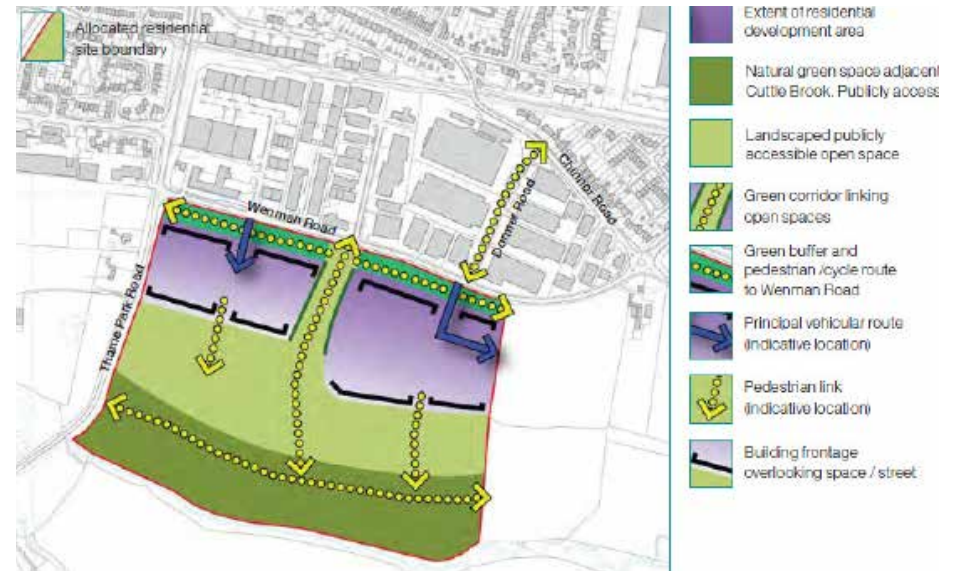 Allocated residential
site boundary
Wenman Road
Dormer Road
Chinnor Road
Thame Park Road
Extent of residential
development area
Natural green space adjacent
Cuttle Brook. Publicly access
Landscaped publicly
accessible open space
Green corridor linking
open spaces
Green buffer and
pedestrian /cycle route
to Wenman Road
Principal vehicular route
(indicative location)
Pedestrian link
(indicative location)
Building frontage
overlooking space / street